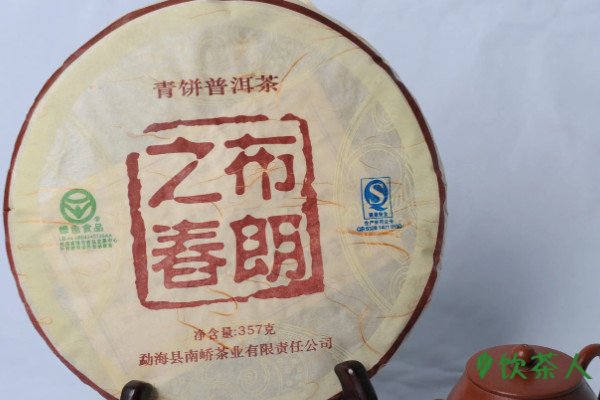 青饼普洱茶
布朗
之春
绿色食品
净含量:357克
勐海县南峤茶业有限责任公司
饮茶人